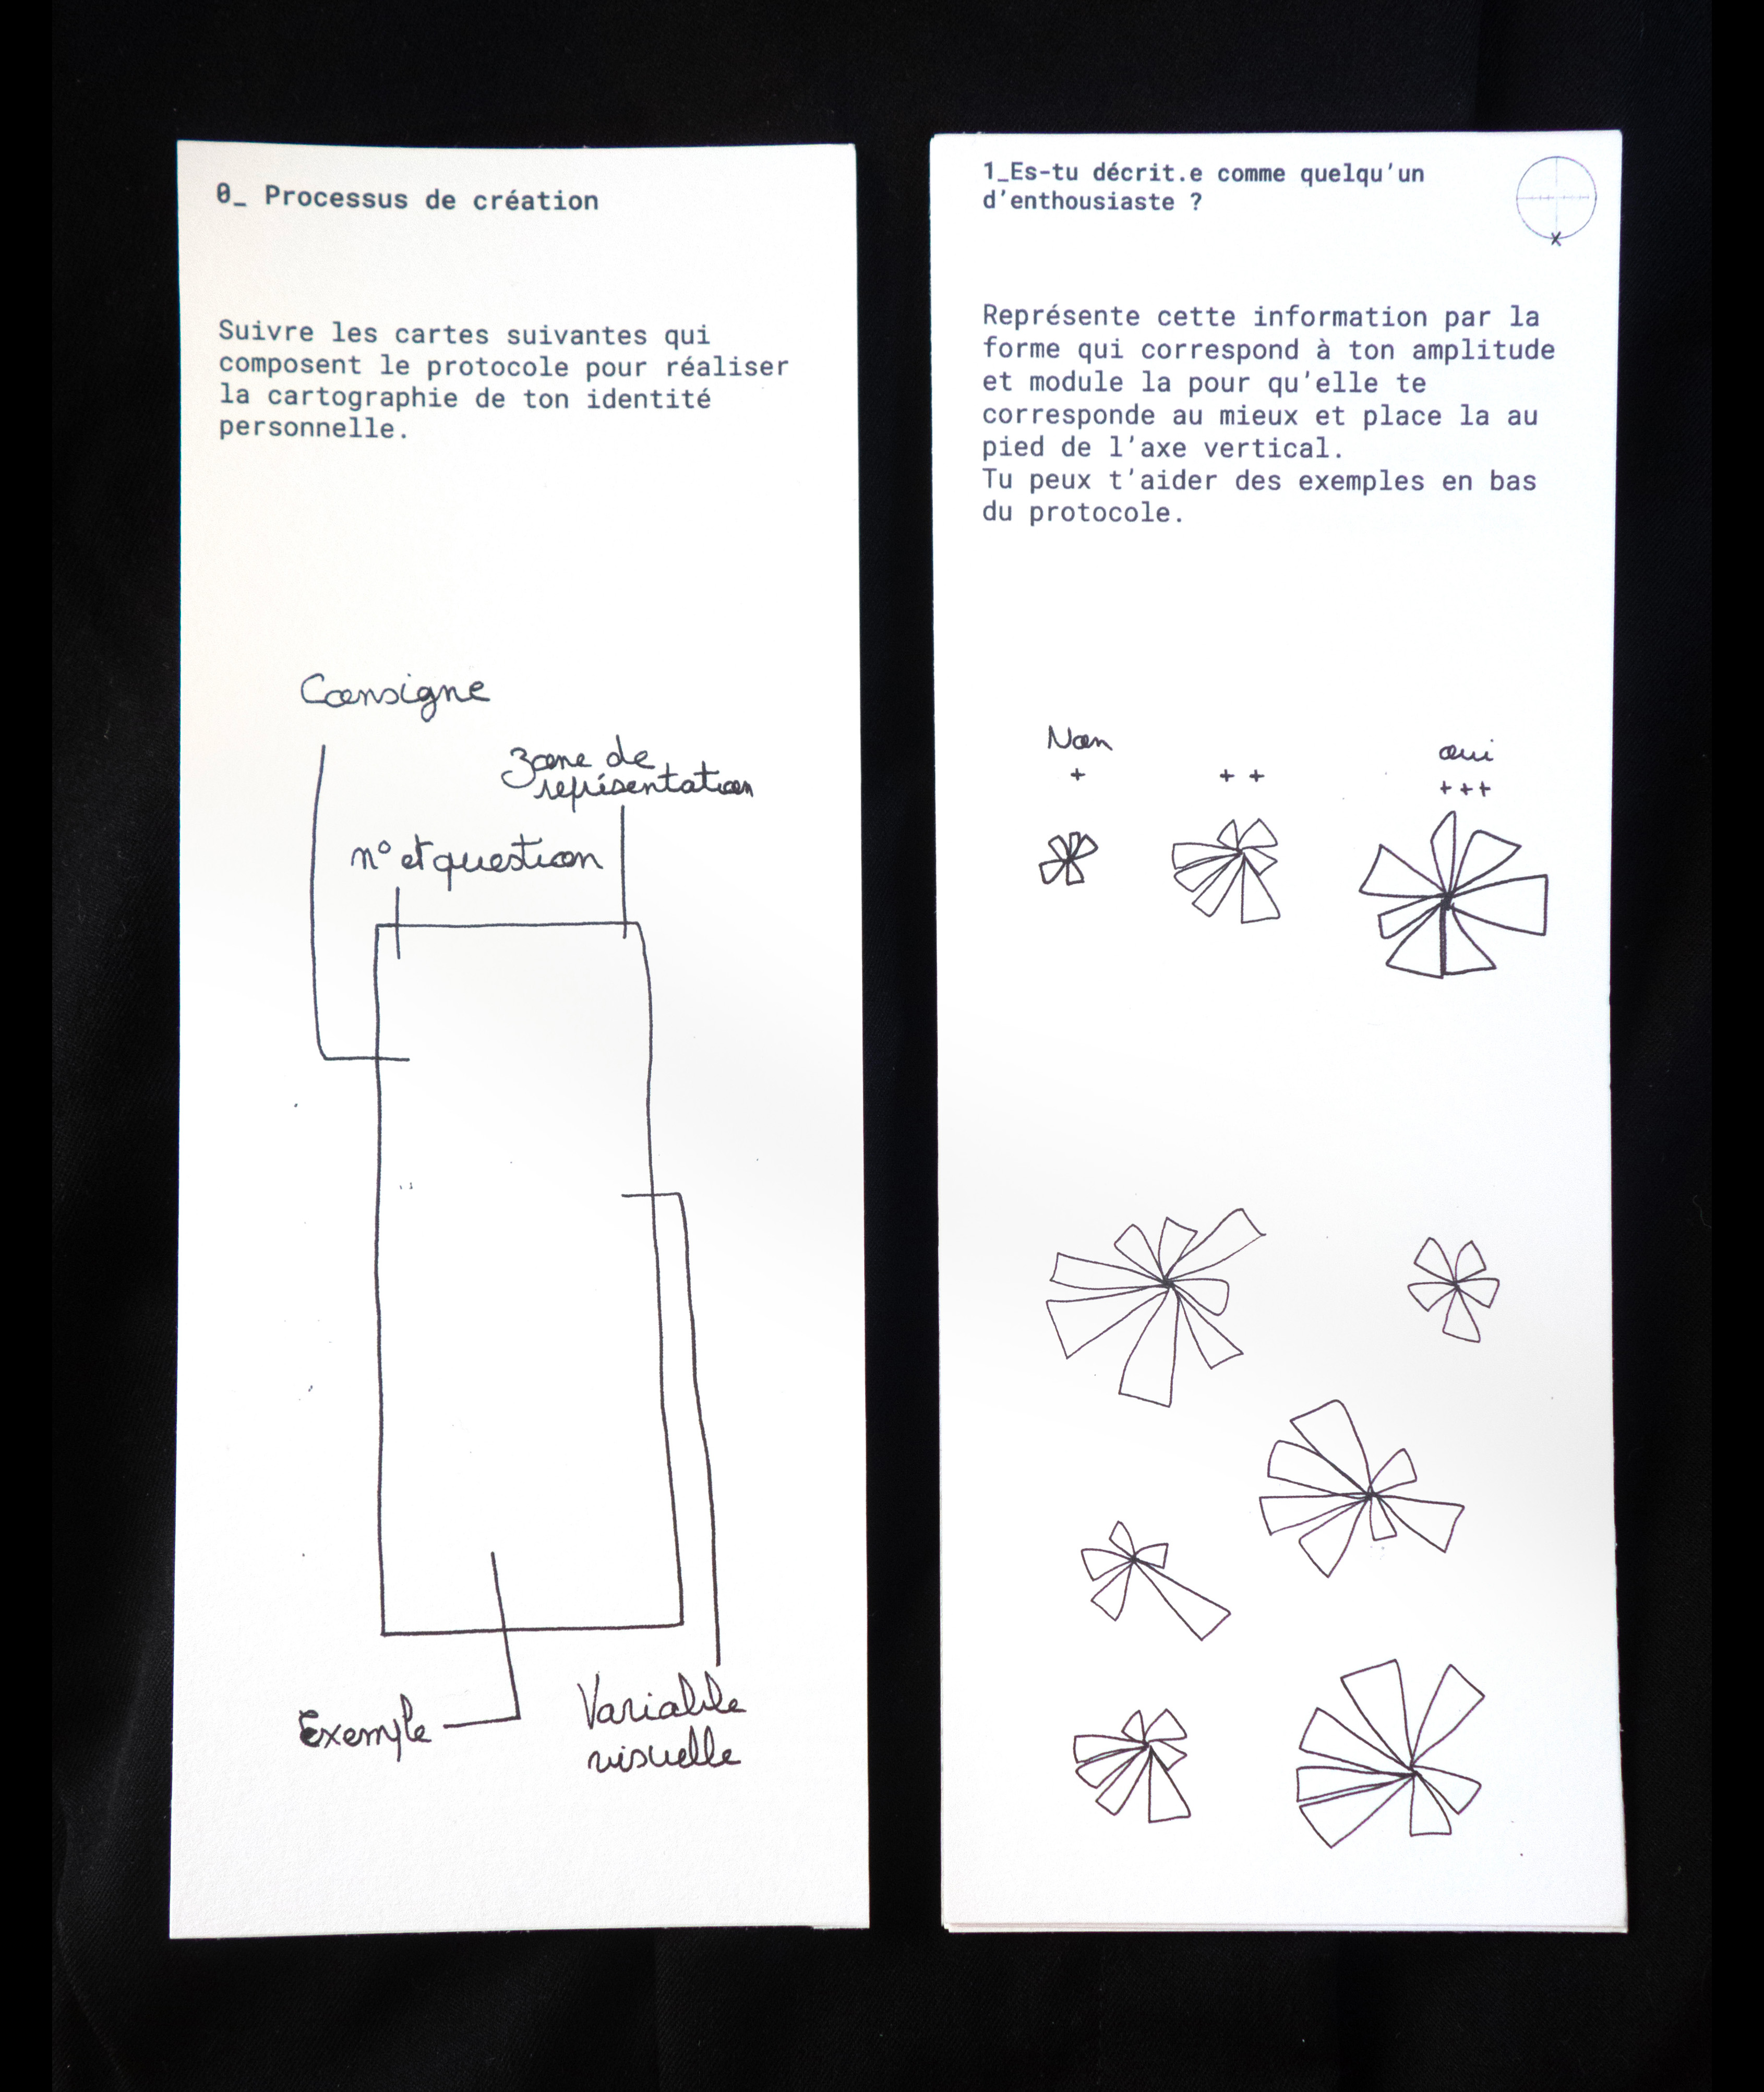 0_ Processus de création
Suivre les cartes suivantes qui
composent le protocole pour réaliser
la cartographie de ton identité
personnelle.
Consigne
zone de
représentation
n° et question
Exemple
Variable
visuelle
1_Es-tu décrit.e comme quelqu'un
d'enthousiaste ?
x
Représente cette information par la
forme qui correspond à ton amplitude
et module la pour qu'elle te
corresponde au mieux et place la au
pied de l'axe vertical.
Tu peux t'aider des exemples en bas
du protocole.
Non
oui
+
++
+++